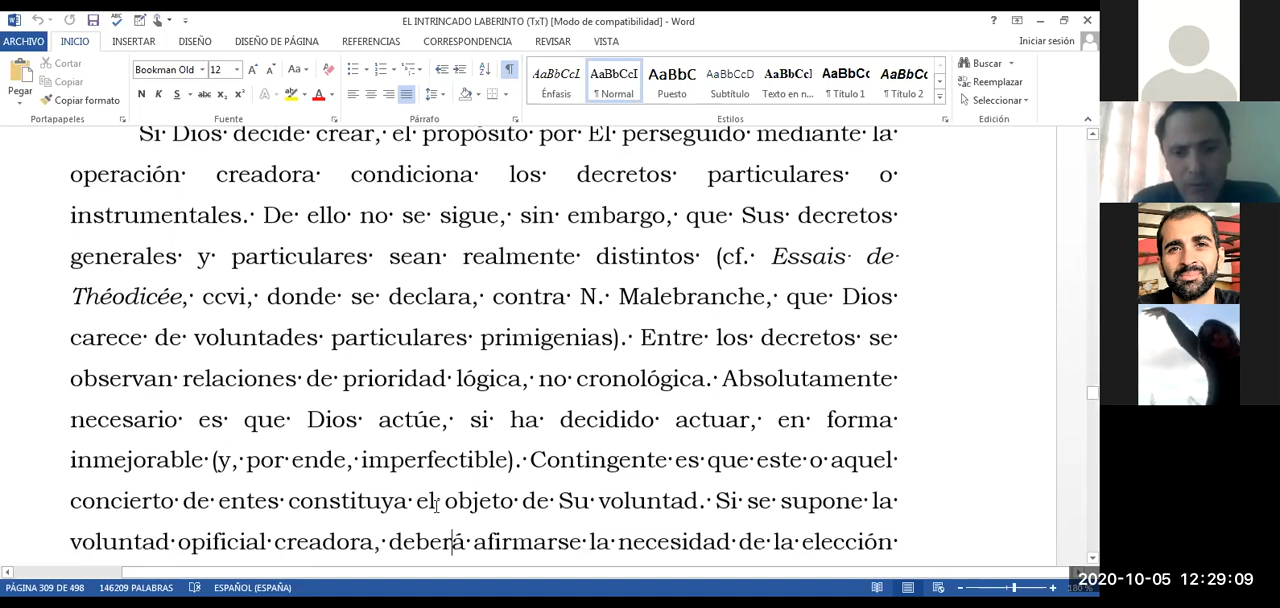 EL INTRINCADO LABERINTO (TxT) [Modo de compatibilidad] - Word
ARCHIVO INICIO INSERTAR DISEÑO DISEÑO DE PÁGINA REFERENCIAS CORRESPONDENCIA REVISAR VISTA Iniciar sesión
Cortar
Copiar
Copiar formato
Pegar
Portapapeles
Bookman Old 12
N K S abc x₂ x²
Fuente
Párrafo
AaBbCcI AaBbCcI AaBbC AaBbCcD AaBbCcl AaBbCc AaBbCc
Énfasis ¶ Normal Puesto Subtítulo Texto en n... ¶ Título 1 ¶ Título 2
Estilos
Buscar
Reemplazar
Seleccionar
Edición
Si Dios decide crear, el propósito por Él perseguido mediante la
operación creadora condiciona los decretos particulares o
instrumentales. De ello no se sigue, sin embargo, que Sus decretos
generales y particulares sean realmente distintos (cf. Essais de
Théodicée, ccvi, donde se declara, contra N. Malebranche, que Dios
carece de voluntades particulares primigenias). Entre los decretos se
observan relaciones de prioridad lógica, no cronológica. Absolutamente
necesario es que Dios actúe, si ha decidido actuar, en forma
inmejorable (y, por ende, imperfectible). Contingente es que este o aquel
concierto de entes constituya el objeto de Su voluntad. Si se supone la
voluntad opificial creadora, deberá afirmarse la necesidad de la elección
PÁGINA 309 DE 498 146209 PALABRAS ESPAÑOL (ESPAÑA) 180 %
2020-10-05 12:29:09